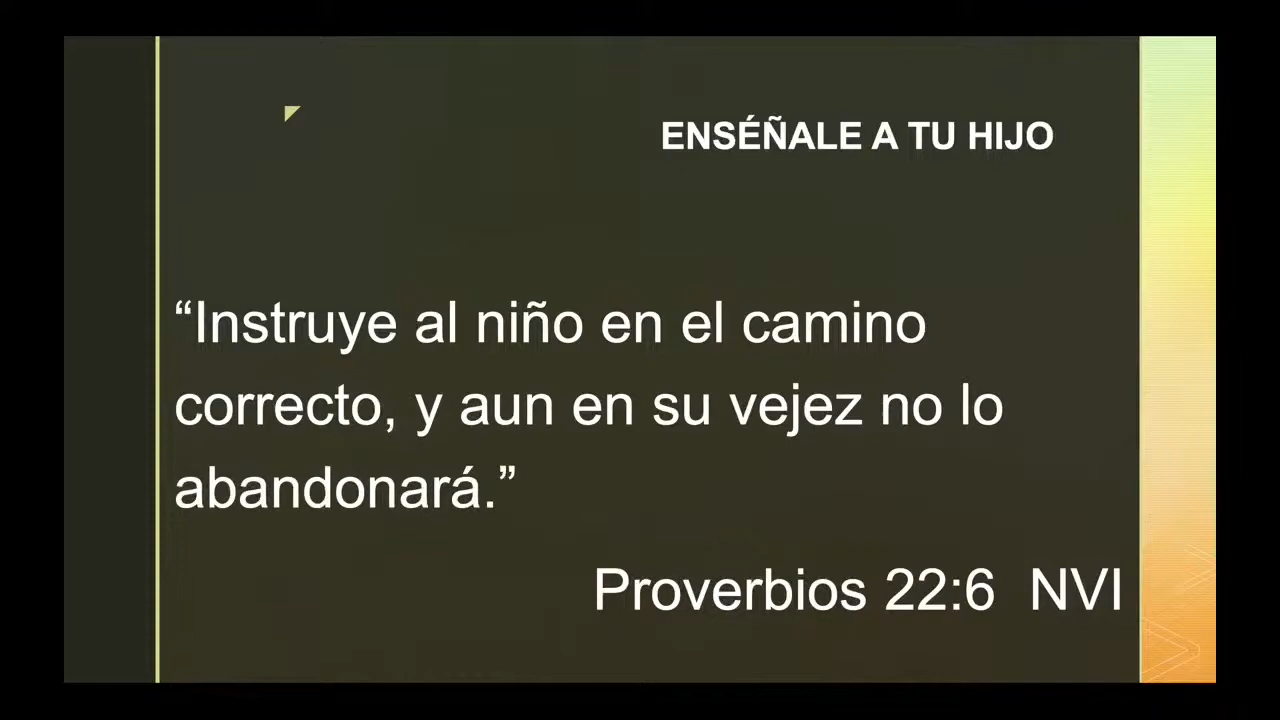 ENSÉÑALE A TU HIJO
“Instruye al niño en el camino
correcto, y aun en su vejez no lo
abandonará.”
Proverbios 22:6  NVI